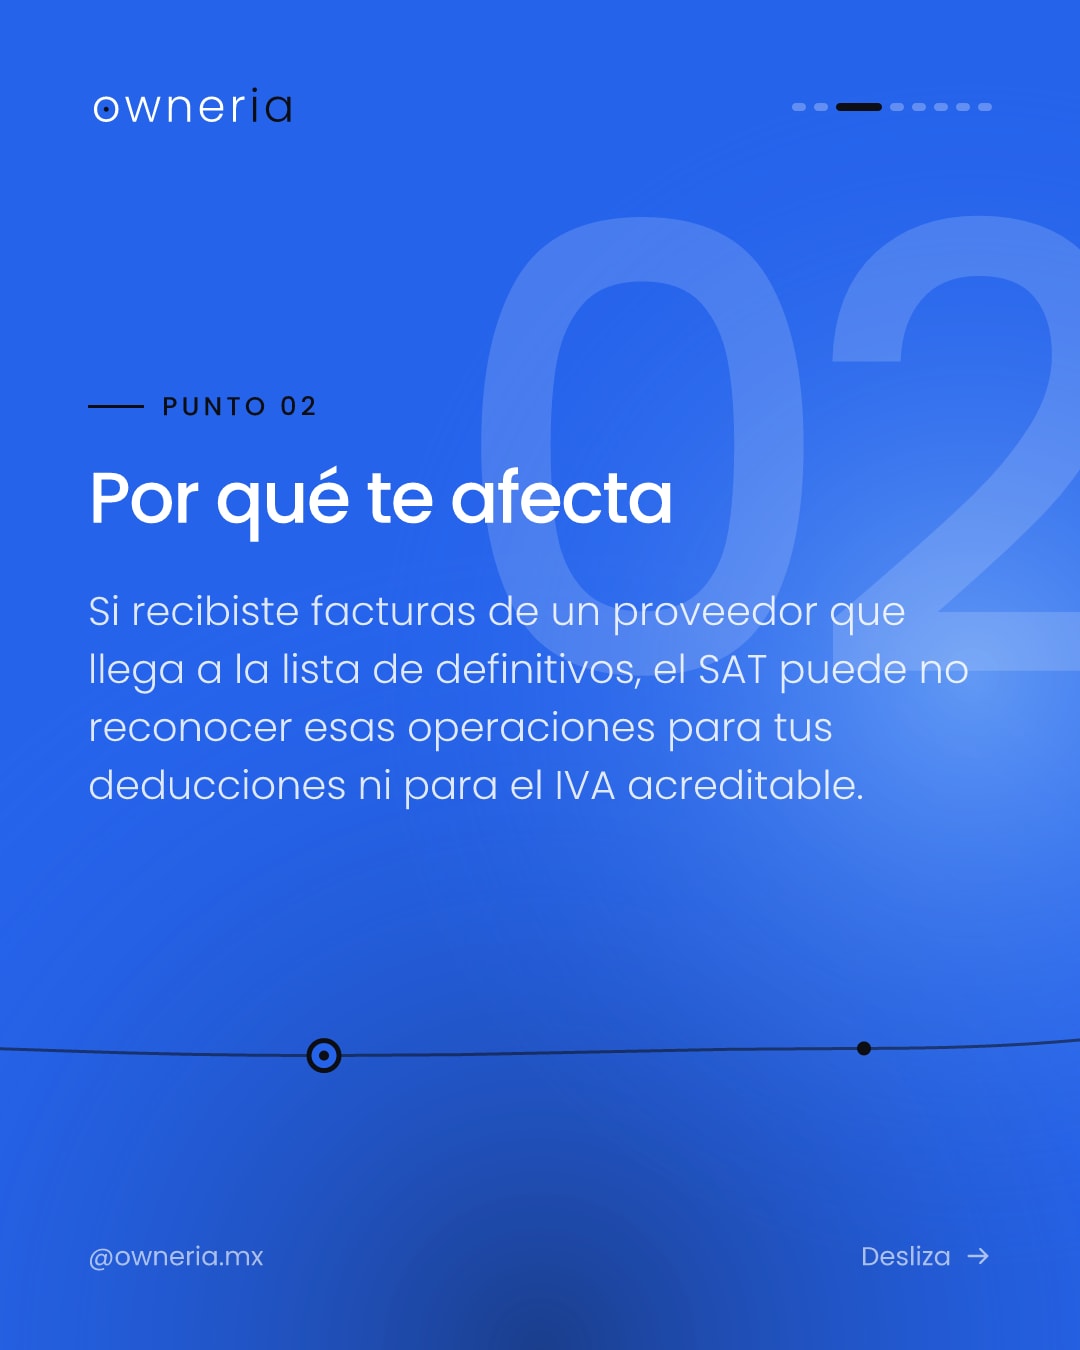 owneria
02
PUNTO 02
Por qué te afecta
Si recibiste facturas de un proveedor que
llega a la lista de definitivos, el SAT puede no
reconocer esas operaciones para tus
deducciones ni para el IVA acreditable.
@owneria.mx
Desliza →